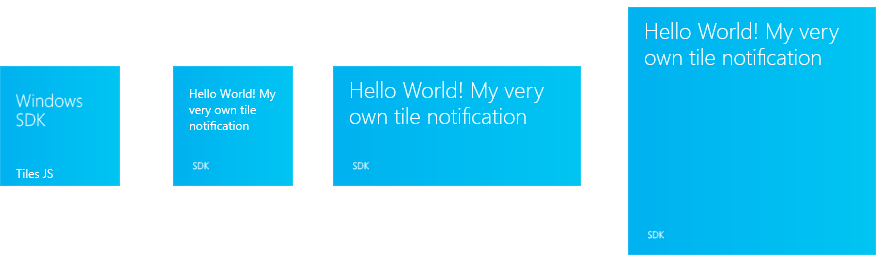 Windows
SDK
Tiles JS
Hello World! My
very own tile
notification
SDK
Hello World! My very
own tile notification
SDK
Hello World! My very
own tile notification
SDK